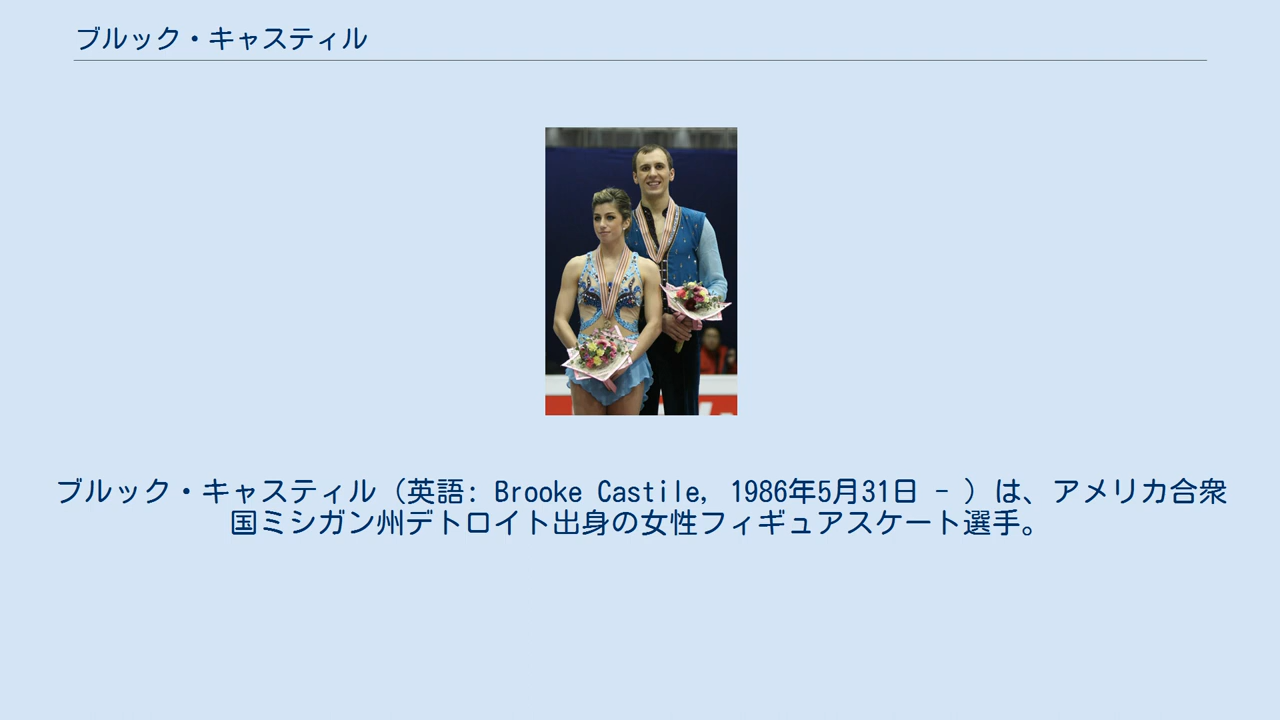 ブルック・キャスティル
ブルック・キャスティル (英語: Brooke Castile, 1986年5月31日 - ) は、アメリカ合衆
国ミシガン州デトロイト出身の女性フィギュアスケート選手。